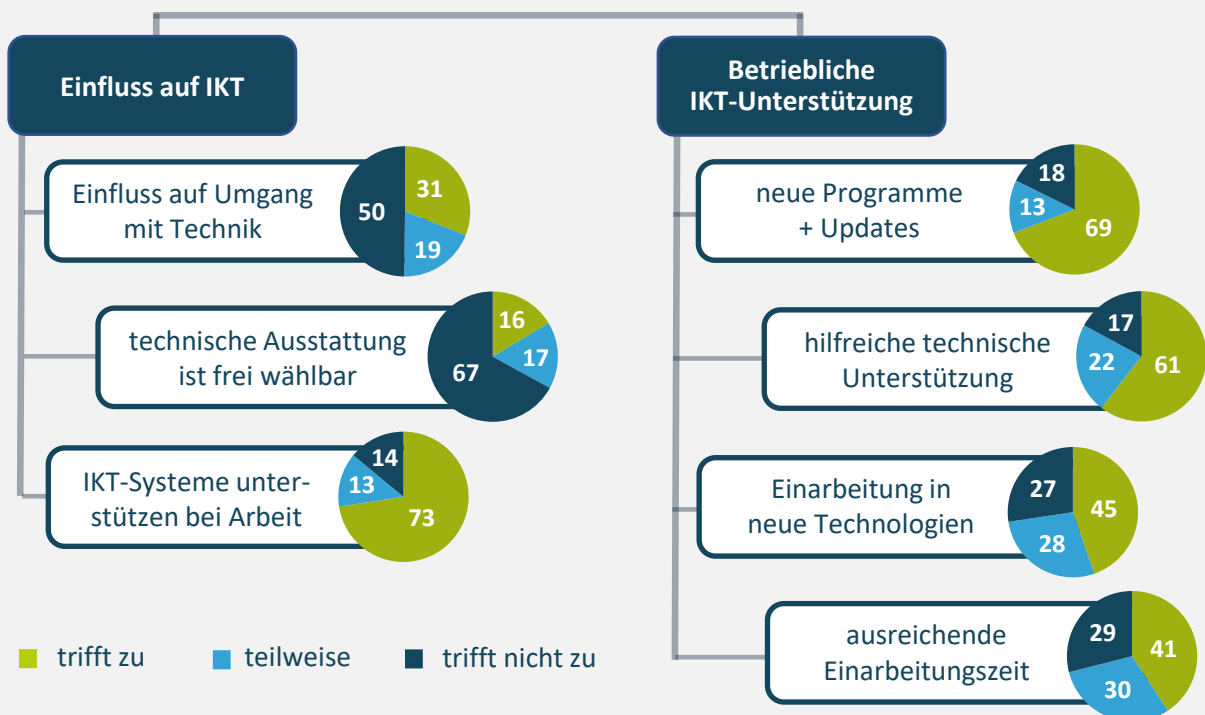 Einfluss auf IKT
Einfluss auf Umgang
mit Technik
50
31
19
technische Ausstattung
ist frei wählbar
67
16
17
IKT-Systeme unter-
stützen bei Arbeit
14
13
73
Betriebliche
IKT-Unterstützung
neue Programme
+ Updates
18
13
69
hilfreiche technische
Unterstützung
17
22
61
Einarbeitung in
neue Technologien
27
45
28
ausreichende
Einarbeitungszeit
29
41
30
trifft zu teilweise trifft nicht zu